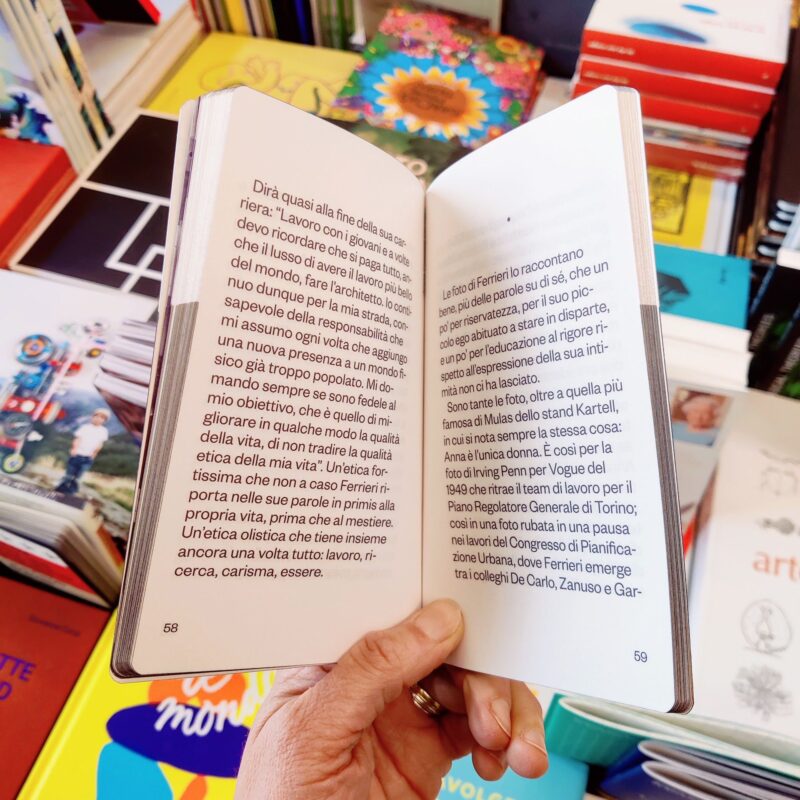 Dirà quasi alla fine della sua car-
riera: “Lavoro con i giovani e a volte
devo ricordare che si paga tutto, an-
che il lusso di avere il lavoro più bello
del mondo, fare l’architetto. Io conti-
nuo dunque per la mia strada, con-
sapevole della responsabilità che
mi assumo ogni volta che aggiungo
una nuova presenza a un mondo fi-
sico già troppo popolato. Mi do-
mando sempre se sono fedele al
mio obiettivo, che è quello di mi-
gliorare in qualche modo la qualità
della vita, di non tradire la qualità
etica della mia vita”. Un’etica for-
tissima che non a caso Ferrieri ri-
porta nelle sue parole in primis alla
propria vita, prima che al mestiere.
Un’etica olistica che tiene insieme
ancora una volta tutto: lavoro, ri-
cerca, carisma, essere.
58
Le foto di Ferrieri lo raccontano
bene, più delle parole su di sé, che un
po’ per riservatezza, per il suo pic-
colo ego abituato a stare in disparte,
e un po’ per l’educazione al rigore ri-
spetto all’espressione della sua inti-
mità non ci ha lasciato.
Sono tante le foto, oltre a quella più
famosa di Mulas dello stand Kartell,
in cui si nota sempre la stessa cosa:
Anna è l’unica donna. È così per la
foto di Irving Penn per Vogue del
1949 che ritrae il team di lavoro per il
Piano Regolatore Generale di Torino;
così in una foto rubata in una pausa
nei lavori del Congresso di Pianifica-
zione Urbana, dove Ferrieri emerge
tra i colleghi De Carlo, Zanuso e Gar-
59